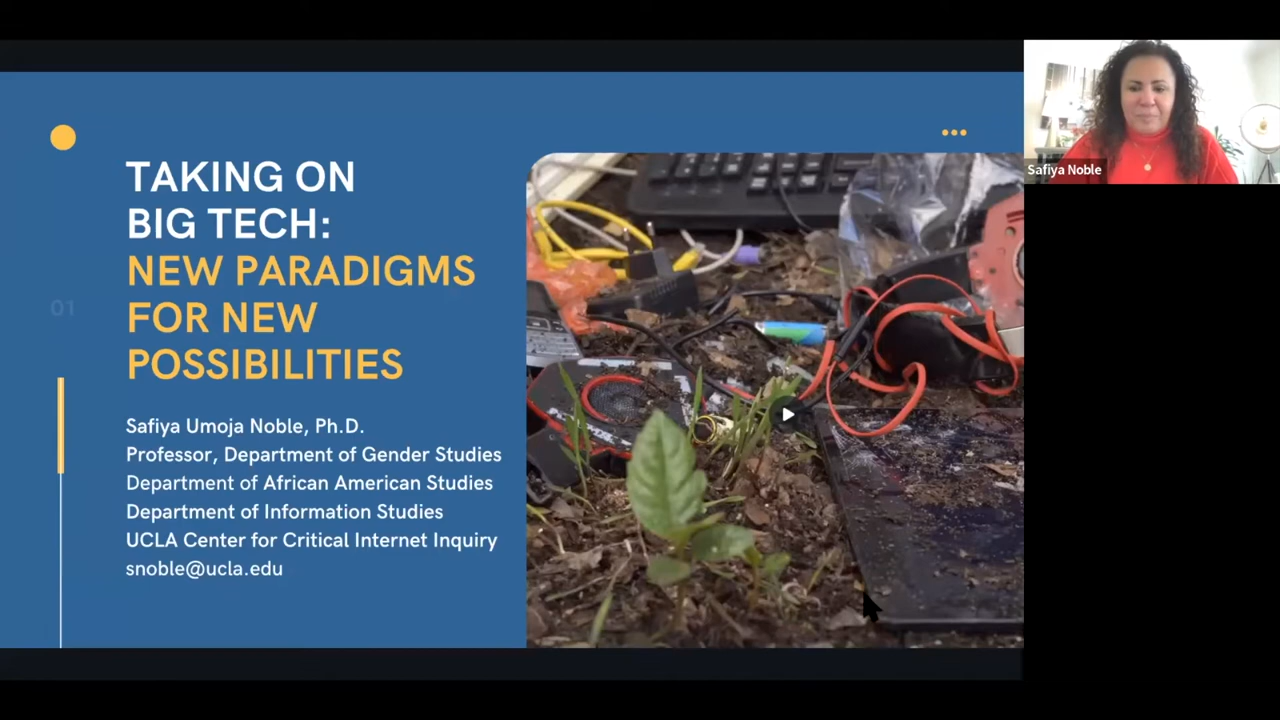 TAKING ON
BIG TECH:
NEW PARADIGMS
FOR NEW
POSSIBILITIES
01
Safiya Umoja Noble, Ph.D.
Professor, Department of Gender Studies
Department of African American Studies
Department of Information Studies
UCLA Center for Critical Internet Inquiry
snoble@ucla.edu
Safiya Noble